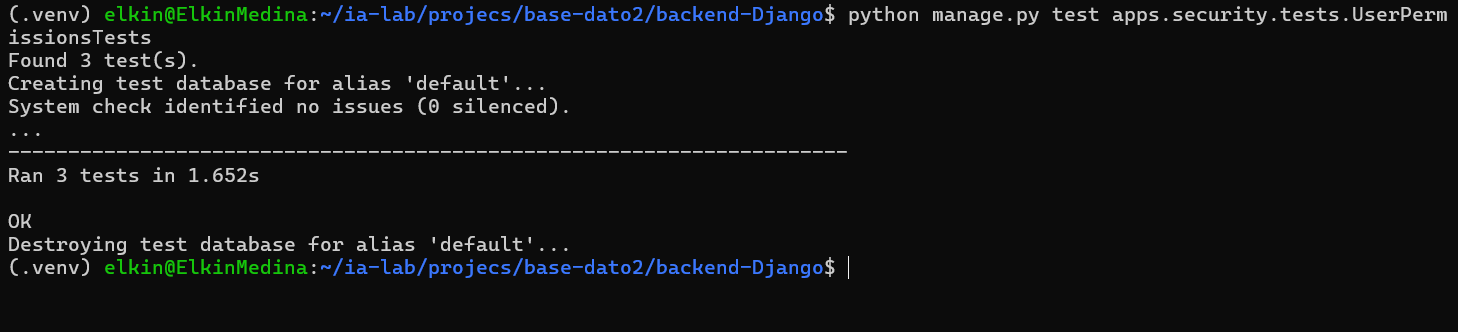 (.venv) elkin@ElkinMedina:~/ia-lab/projecs/base-dato2/backend-Django$ python manage.py test apps.security.tests.UserPerm
issionsTests
Found 3 test(s).
Creating test database for alias 'default'...
System check identified no issues (0 silenced).
...
----------------------------------------------------------------------
Ran 3 tests in 1.652s

OK
Destroying test database for alias 'default'...
(.venv) elkin@ElkinMedina:~/ia-lab/projecs/base-dato2/backend-Django$